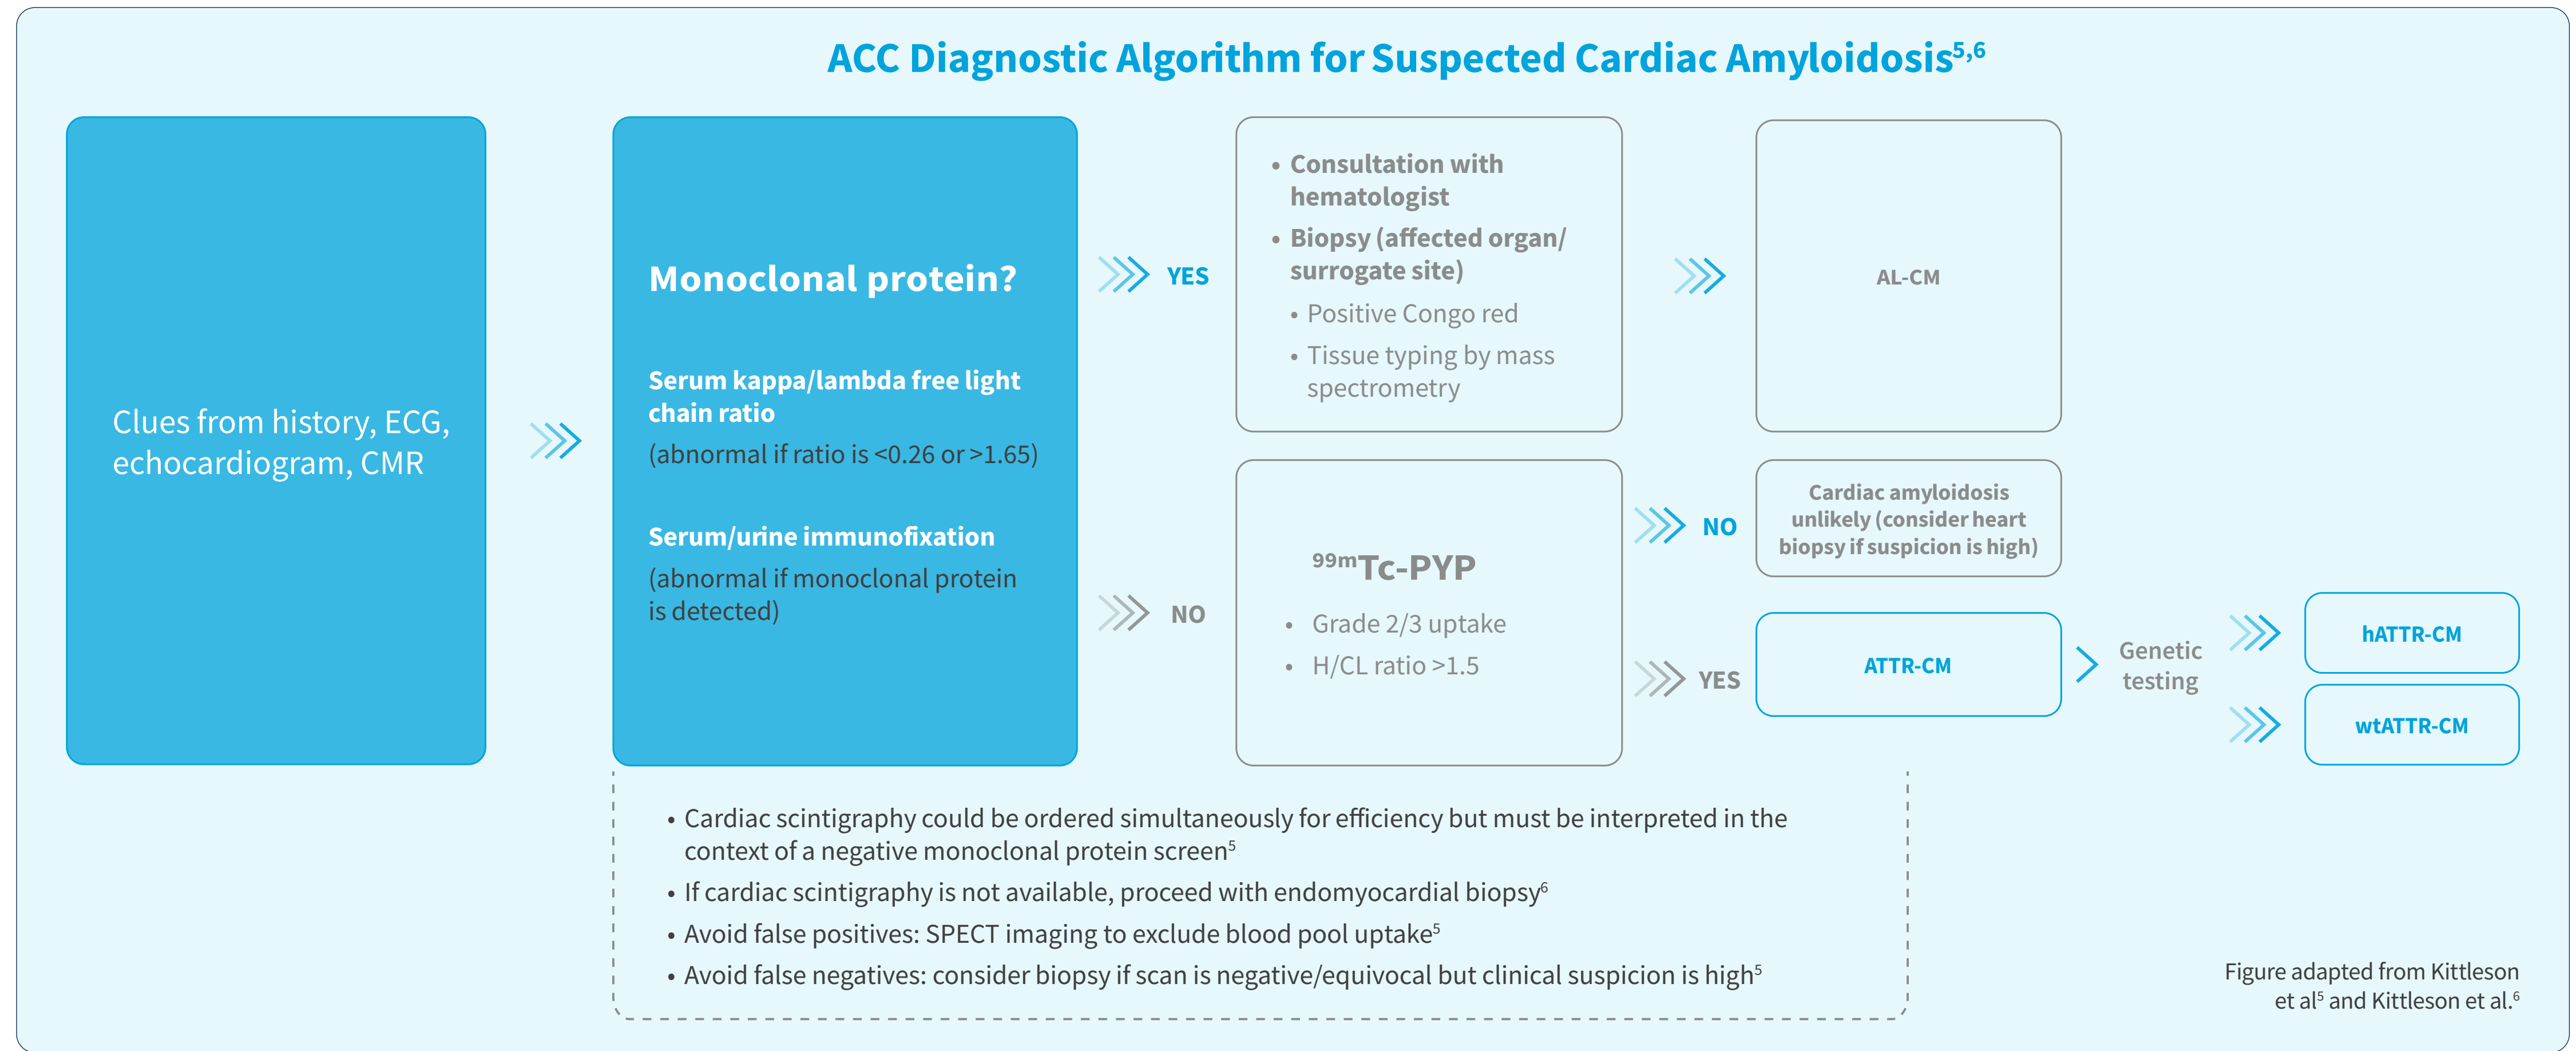 ACC Diagnostic Algorithm for Suspected Cardiac Amyloidosis⁵,⁶
Clues from history, ECG,
echocardiogram, CMR
Monoclonal protein?
Serum kappa/lambda free light
chain ratio
(abnormal if ratio is <0.26 or >1.65)
Serum/urine immunofixation
(abnormal if monoclonal protein
is detected)
YES
• Consultation with
hematologist
• Biopsy (affected organ/
surrogate site)
• Positive Congo red
• Tissue typing by mass
spectrometry
AL-CM
NO
⁹⁹ᵐTc-PYP
• Grade 2/3 uptake
• H/CL ratio >1.5
NO
Cardiac amyloidosis
unlikely (consider heart
biopsy if suspicion is high)
YES
ATTR-CM
Genetic
testing
hATTR-CM
wtATTR-CM
• Cardiac scintigraphy could be ordered simultaneously for efficiency but must be interpreted in the
context of a negative monoclonal protein screen⁵
• If cardiac scintigraphy is not available, proceed with endomyocardial biopsy⁶
• Avoid false positives: SPECT imaging to exclude blood pool uptake⁵
• Avoid false negatives: consider biopsy if scan is negative/equivocal but clinical suspicion is high⁵
Figure adapted from Kittleson
et al⁵ and Kittleson et al.⁶